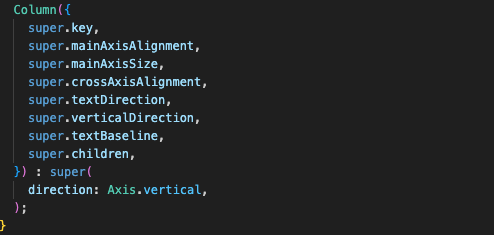 Column({
super.key,
super.mainAxisAlignment,
super.mainAxisSize,
super.crossAxisAlignment,
super.textDirection,
super.verticalDirection,
super.textBaseline,
super.children,
}) : super(
direction: Axis.vertical,
);
}